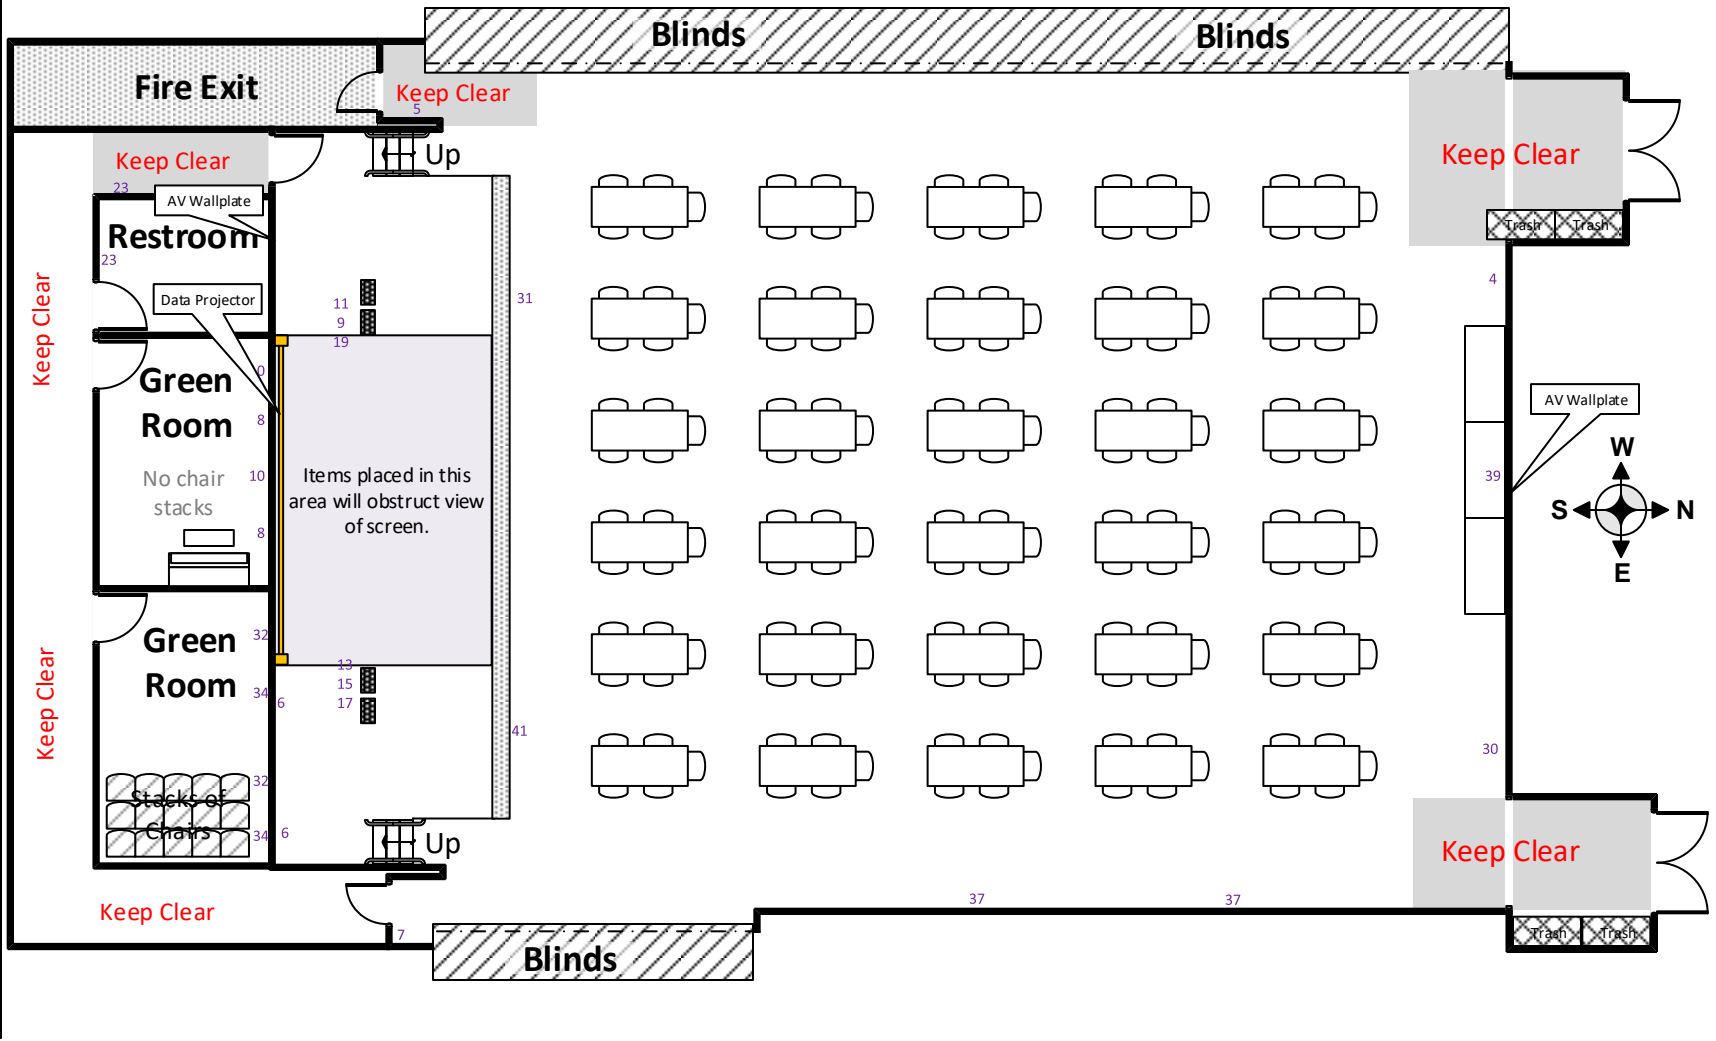 Blinds
Blinds
Fire Exit
Keep Clear
5
Up
Keep Clear
23
AV Wallplate
Restroom
23
Keep Clear
Trash
Trash
Keep Clear
Data Projector
11
9
19
31
4
0
Green
Room
8
No chair
stacks
10
8
Items placed in this
area will obstruct view
of screen.
AV Wallplate
39
W
S
N
E
Keep Clear
Green
Room
32
34
6
13
15
17
41
30
32
Stacks of
Chairs
34
6
Up
Keep Clear
Keep Clear
7
37
37
Trash
Trash
Blinds